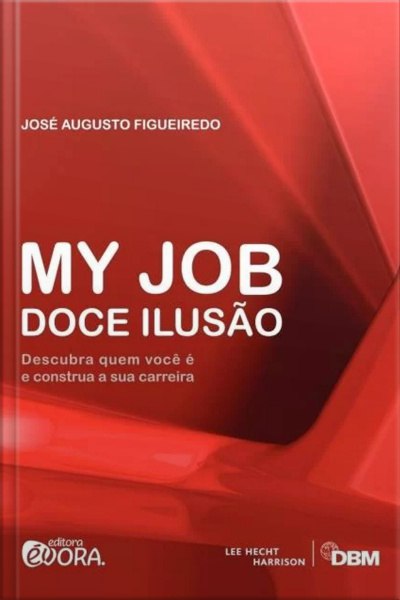 JOSÉ AUGUSTO FIGUEIREDO
MY JOB
DOCE ILUSÃO
Descubra quem você é
e construa a sua carreira
editora
ÉVORA.
LEE HECHT
HARRISON
DBM